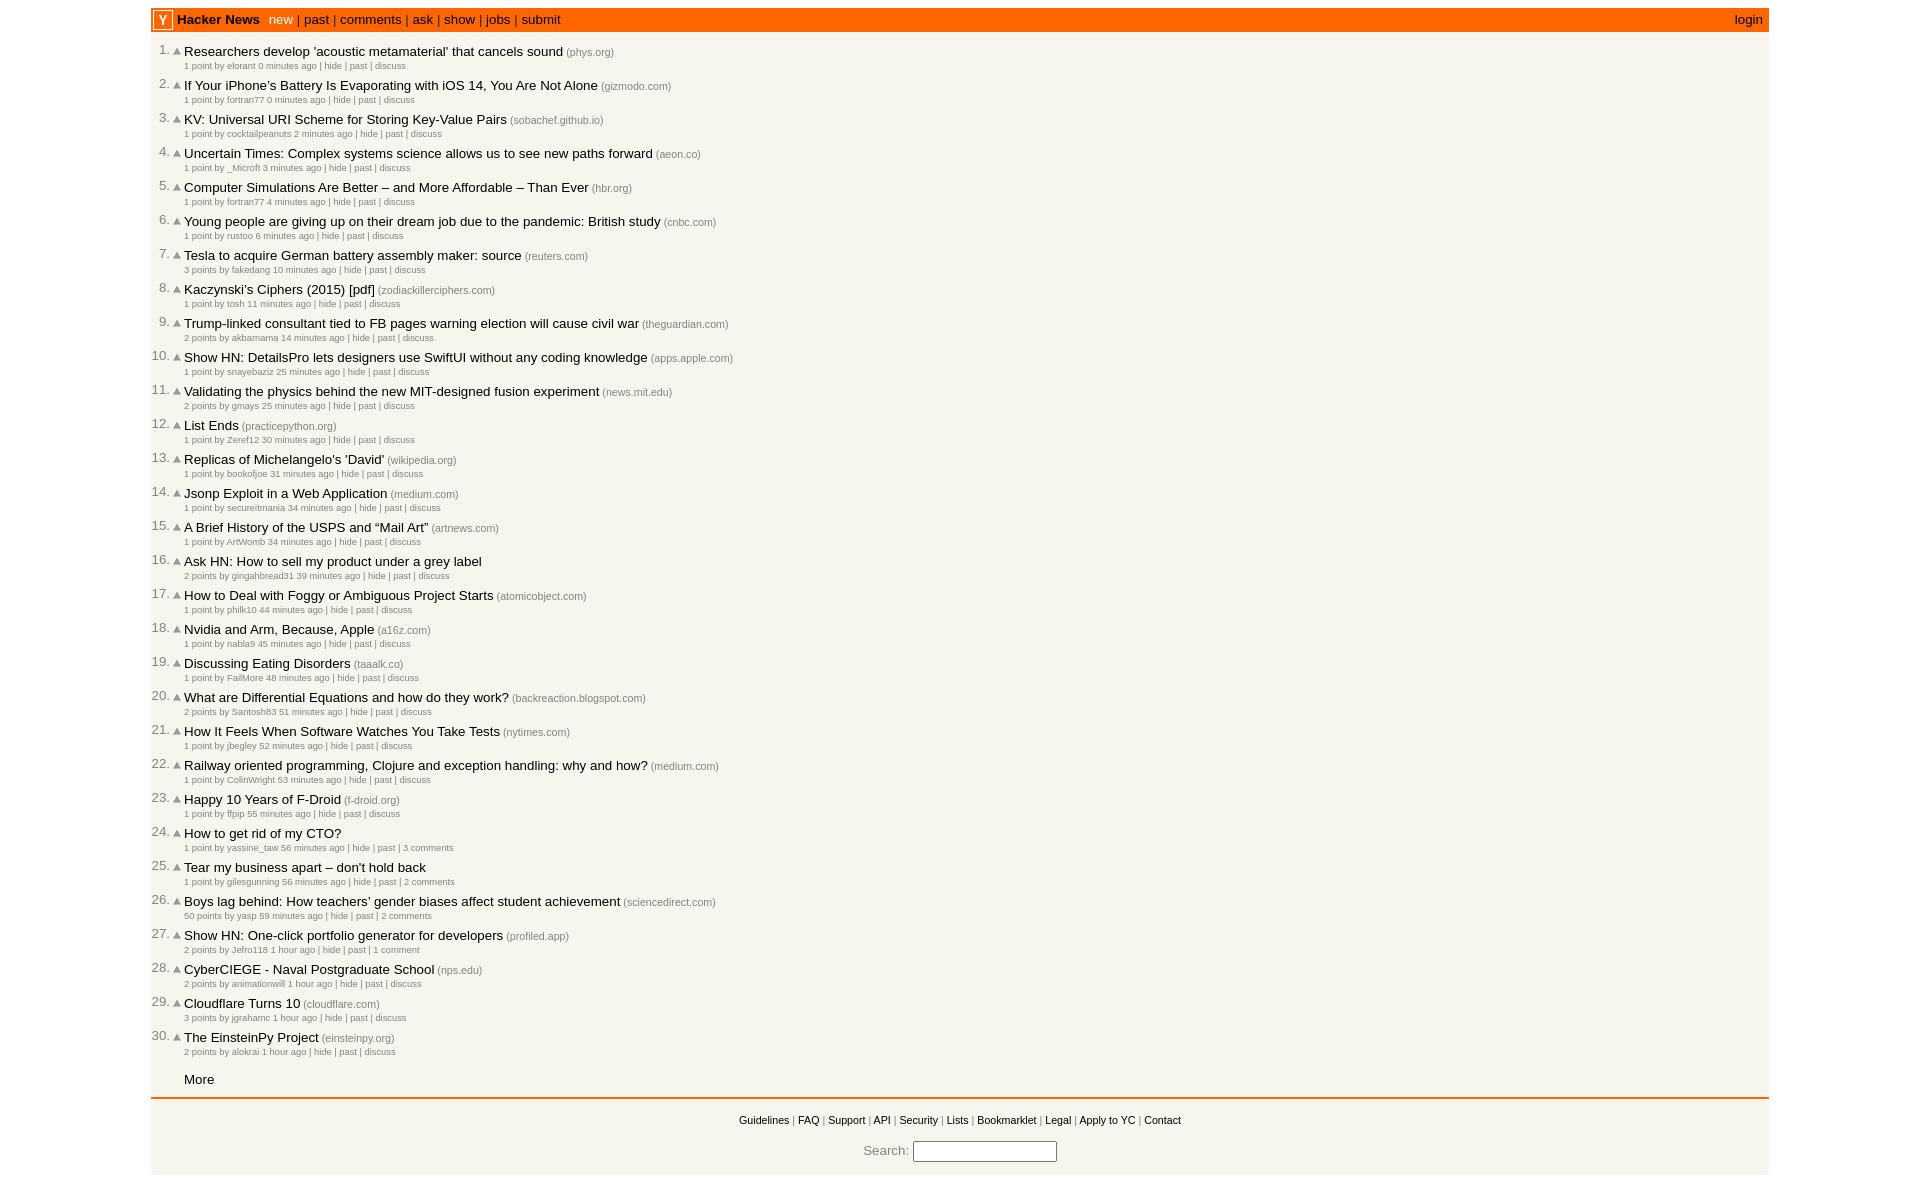 Y Hacker News new | past | comments | ask | show | jobs | submit login
1. Researchers develop 'acoustic metamaterial' that cancels sound (phys.org)
1 point by elorant 0 minutes ago | hide | past | discuss
2. If Your iPhone’s Battery Is Evaporating with iOS 14, You Are Not Alone (gizmodo.com)
1 point by fortran77 0 minutes ago | hide | past | discuss
3. KV: Universal URI Scheme for Storing Key-Value Pairs (sobachef.github.io)
1 point by cocktailpeanuts 2 minutes ago | hide | past | discuss
4. Uncertain Times: Complex systems science allows us to see new paths forward (aeon.co)
1 point by _Microft 3 minutes ago | hide | past | discuss
5. Computer Simulations Are Better – and More Affordable – Than Ever (hbr.org)
1 point by fortran77 4 minutes ago | hide | past | discuss
6. Young people are giving up on their dream job due to the pandemic: British study (cnbc.com)
1 point by rustoo 6 minutes ago | hide | past | discuss
7. Tesla to acquire German battery assembly maker: source (reuters.com)
3 points by fakedang 10 minutes ago | hide | past | discuss
8. Kaczynski’s Ciphers (2015) [pdf] (zodiackillerciphers.com)
1 point by tosh 11 minutes ago | hide | past | discuss
9. Trump-linked consultant tied to FB pages warning election will cause civil war (theguardian.com)
2 points by akbarnama 14 minutes ago | hide | past | discuss
10. Show HN: DetailsPro lets designers use SwiftUI without any coding knowledge (apps.apple.com)
1 point by snayebaziz 25 minutes ago | hide | past | discuss
11. Validating the physics behind the new MIT-designed fusion experiment (news.mit.edu)
2 points by gmays 25 minutes ago | hide | past | discuss
12. List Ends (practicepython.org)
1 point by Zeref12 30 minutes ago | hide | past | discuss
13. Replicas of Michelangelo's 'David' (wikipedia.org)
1 point by bookofjoe 31 minutes ago | hide | past | discuss
14. Jsonp Exploit in a Web Application (medium.com)
1 point by secureitmania 34 minutes ago | hide | past | discuss
15. A Brief History of the USPS and “Mail Art” (artnews.com)
1 point by ArtWomb 34 minutes ago | hide | past | discuss
16. Ask HN: How to sell my product under a grey label
2 points by gingahbread31 39 minutes ago | hide | past | discuss
17. How to Deal with Foggy or Ambiguous Project Starts (atomicobject.com)
1 point by philk10 44 minutes ago | hide | past | discuss
18. Nvidia and Arm, Because, Apple (a16z.com)
1 point by nabla9 45 minutes ago | hide | past | discuss
19. Discussing Eating Disorders (taaalk.co)
1 point by FailMore 48 minutes ago | hide | past | discuss
20. What are Differential Equations and how do they work? (backreaction.blogspot.com)
2 points by Santosh83 51 minutes ago | hide | past | discuss
21. How It Feels When Software Watches You Take Tests (nytimes.com)
1 point by jbegley 52 minutes ago | hide | past | discuss
22. Railway oriented programming, Clojure and exception handling: why and how? (medium.com)
1 point by ColinWright 53 minutes ago | hide | past | discuss
23. Happy 10 Years of F-Droid (f-droid.org)
1 point by ffpip 55 minutes ago | hide | past | discuss
24. How to get rid of my CTO?
1 point by yassine_taw 56 minutes ago | hide | past | 3 comments
25. Tear my business apart – don't hold back
1 point by gilesgunning 56 minutes ago | hide | past | 2 comments
26. Boys lag behind: How teachers’ gender biases affect student achievement (sciencedirect.com)
50 points by yasp 59 minutes ago | hide | past | 2 comments
27. Show HN: One-click portfolio generator for developers (profiled.app)
2 points by Jefro118 1 hour ago | hide | past | 1 comment
28. CyberCIEGE - Naval Postgraduate School (nps.edu)
2 points by animationwill 1 hour ago | hide | past | discuss
29. Cloudflare Turns 10 (cloudflare.com)
3 points by jgrahamc 1 hour ago | hide | past | discuss
30. The EinsteinPy Project (einsteinpy.org)
2 points by alokrai 1 hour ago | hide | past | discuss
More
Guidelines | FAQ | Support | API | Security | Lists | Bookmarklet | Legal | Apply to YC | Contact
Search: